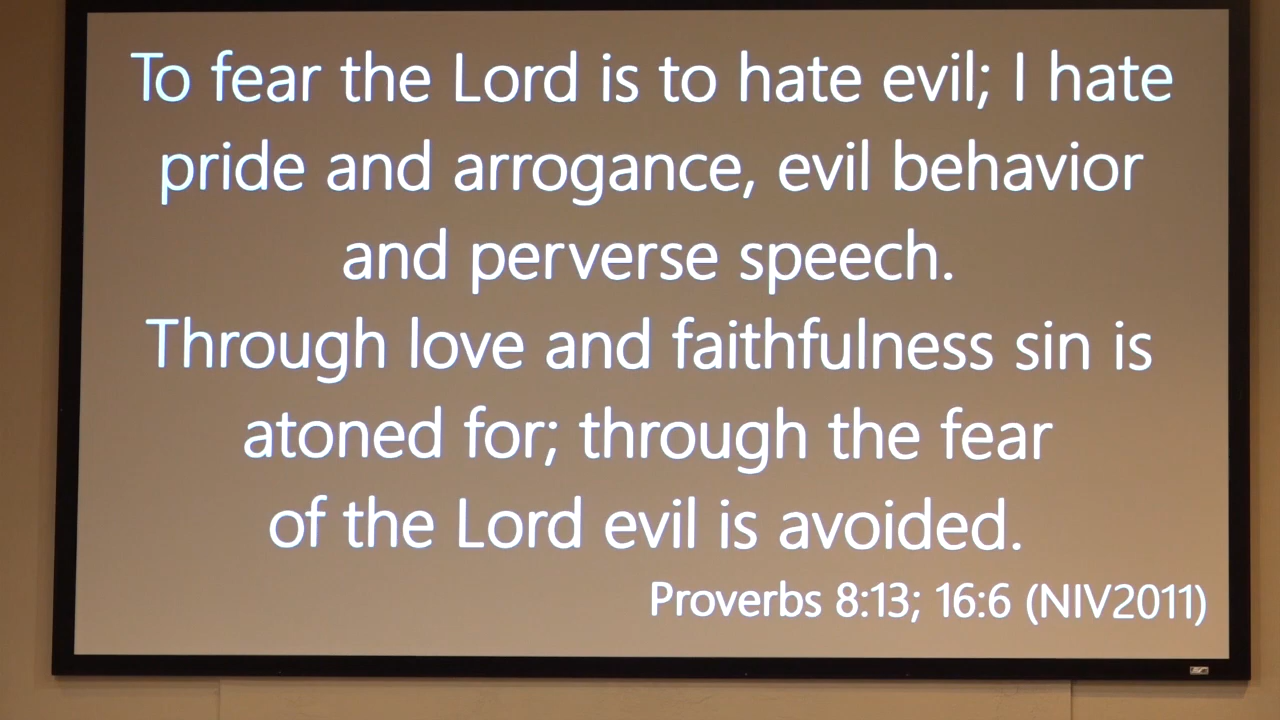 To fear the Lord is to hate evil; I hate
pride and arrogance, evil behavior
and perverse speech.
Through love and faithfulness sin is
atoned for; through the fear
of the Lord evil is avoided.
Proverbs 8:13; 16:6 (NIV2011)